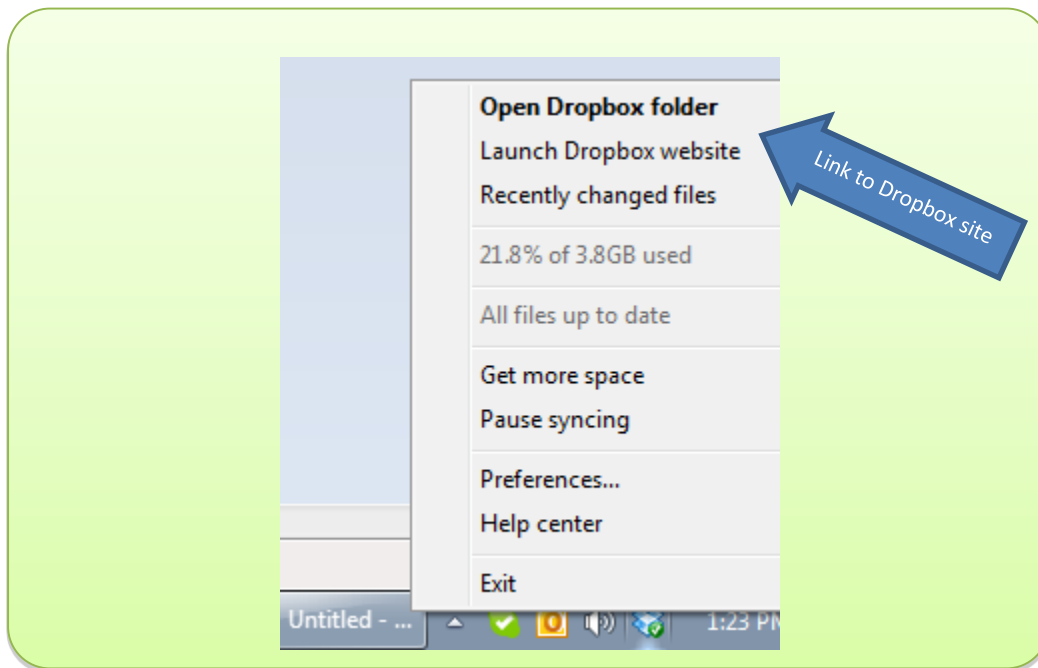 Open Dropbox folder
Launch Dropbox website
Recently changed files
Link to Dropbox site
21.8% of 3.8GB used
All files up to date
Get more space
Pause syncing
Preferences...
Help center
Exit
Untitled - ...
1:23 PM